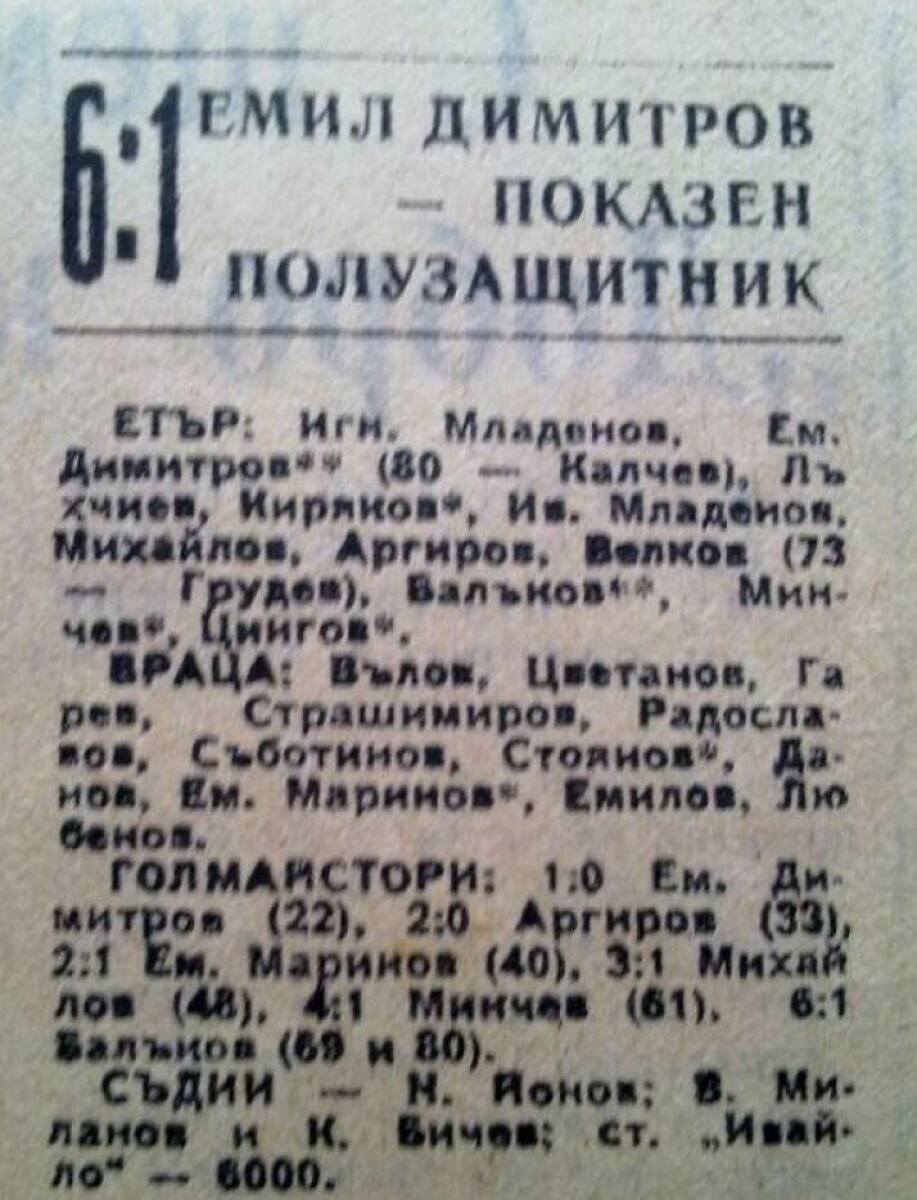 6:1 ЕМИЛ ДИМИТРОВ
— ПОКАЗЕН
ПОЛУЗАЩИТНИК
ЕТЪР: Игн. Младенов, Ем.
Димитров** (80 — Калчев), Лъ
хчиев, Киряков*, Ив. Младенов,
Михайлов, Аргиров, Велков (73
— Грудев), Балъков**, Мин-
чев*, Цингов*.
ВРАЦА: Вълов, Цветанов, Га
рев, Страшимиров, Радосла-
вов, Съботинов, Стоянов*, Да-
нов, Ем. Маринов*, Емилов, Лю
бенов.
ГОЛМАЙСТОРИ: 1:0 Ем. Ди-
митров (22), 2:0 Аргиров (33),
2:1 Ем. Маринов (40), 3:1 Михай
лов (48), 4:1 Минчев (61), 6:1
Балъков (69 и 80).
СЪДИИ — Н. Йонов; В. Ми-
ланов и К. Бичев; ст. „Ивай-
ло“ — 6000.